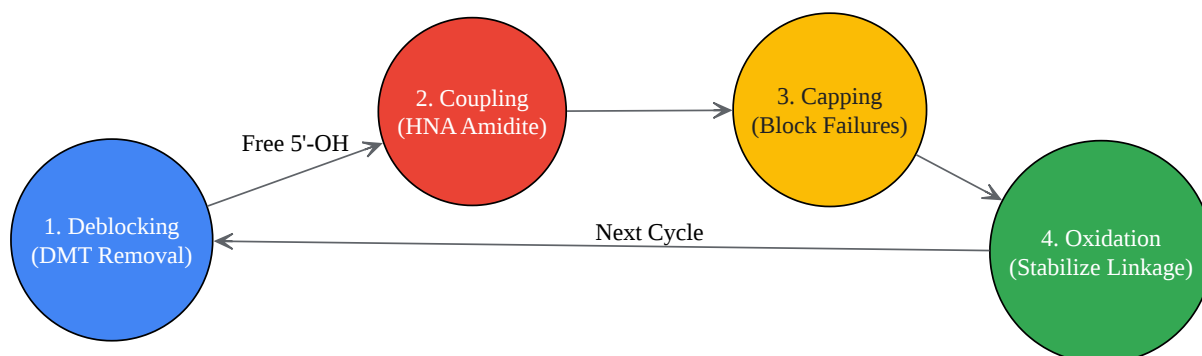 1. Deblocking
(DMT Removal)
Free 5'-OH
2. Coupling
(HNA Amidite)
3. Capping
(Block Failures)
4. Oxidation
(Stabilize Linkage)
Next Cycle